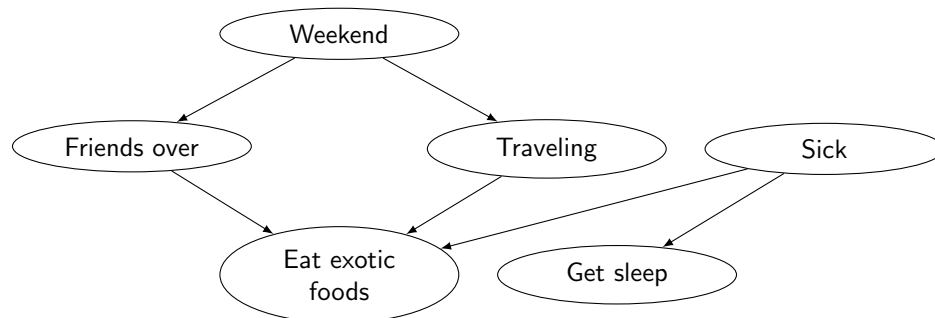 Weekend
Friends over
Traveling
Sick
Eat exotic
foods
Get sleep